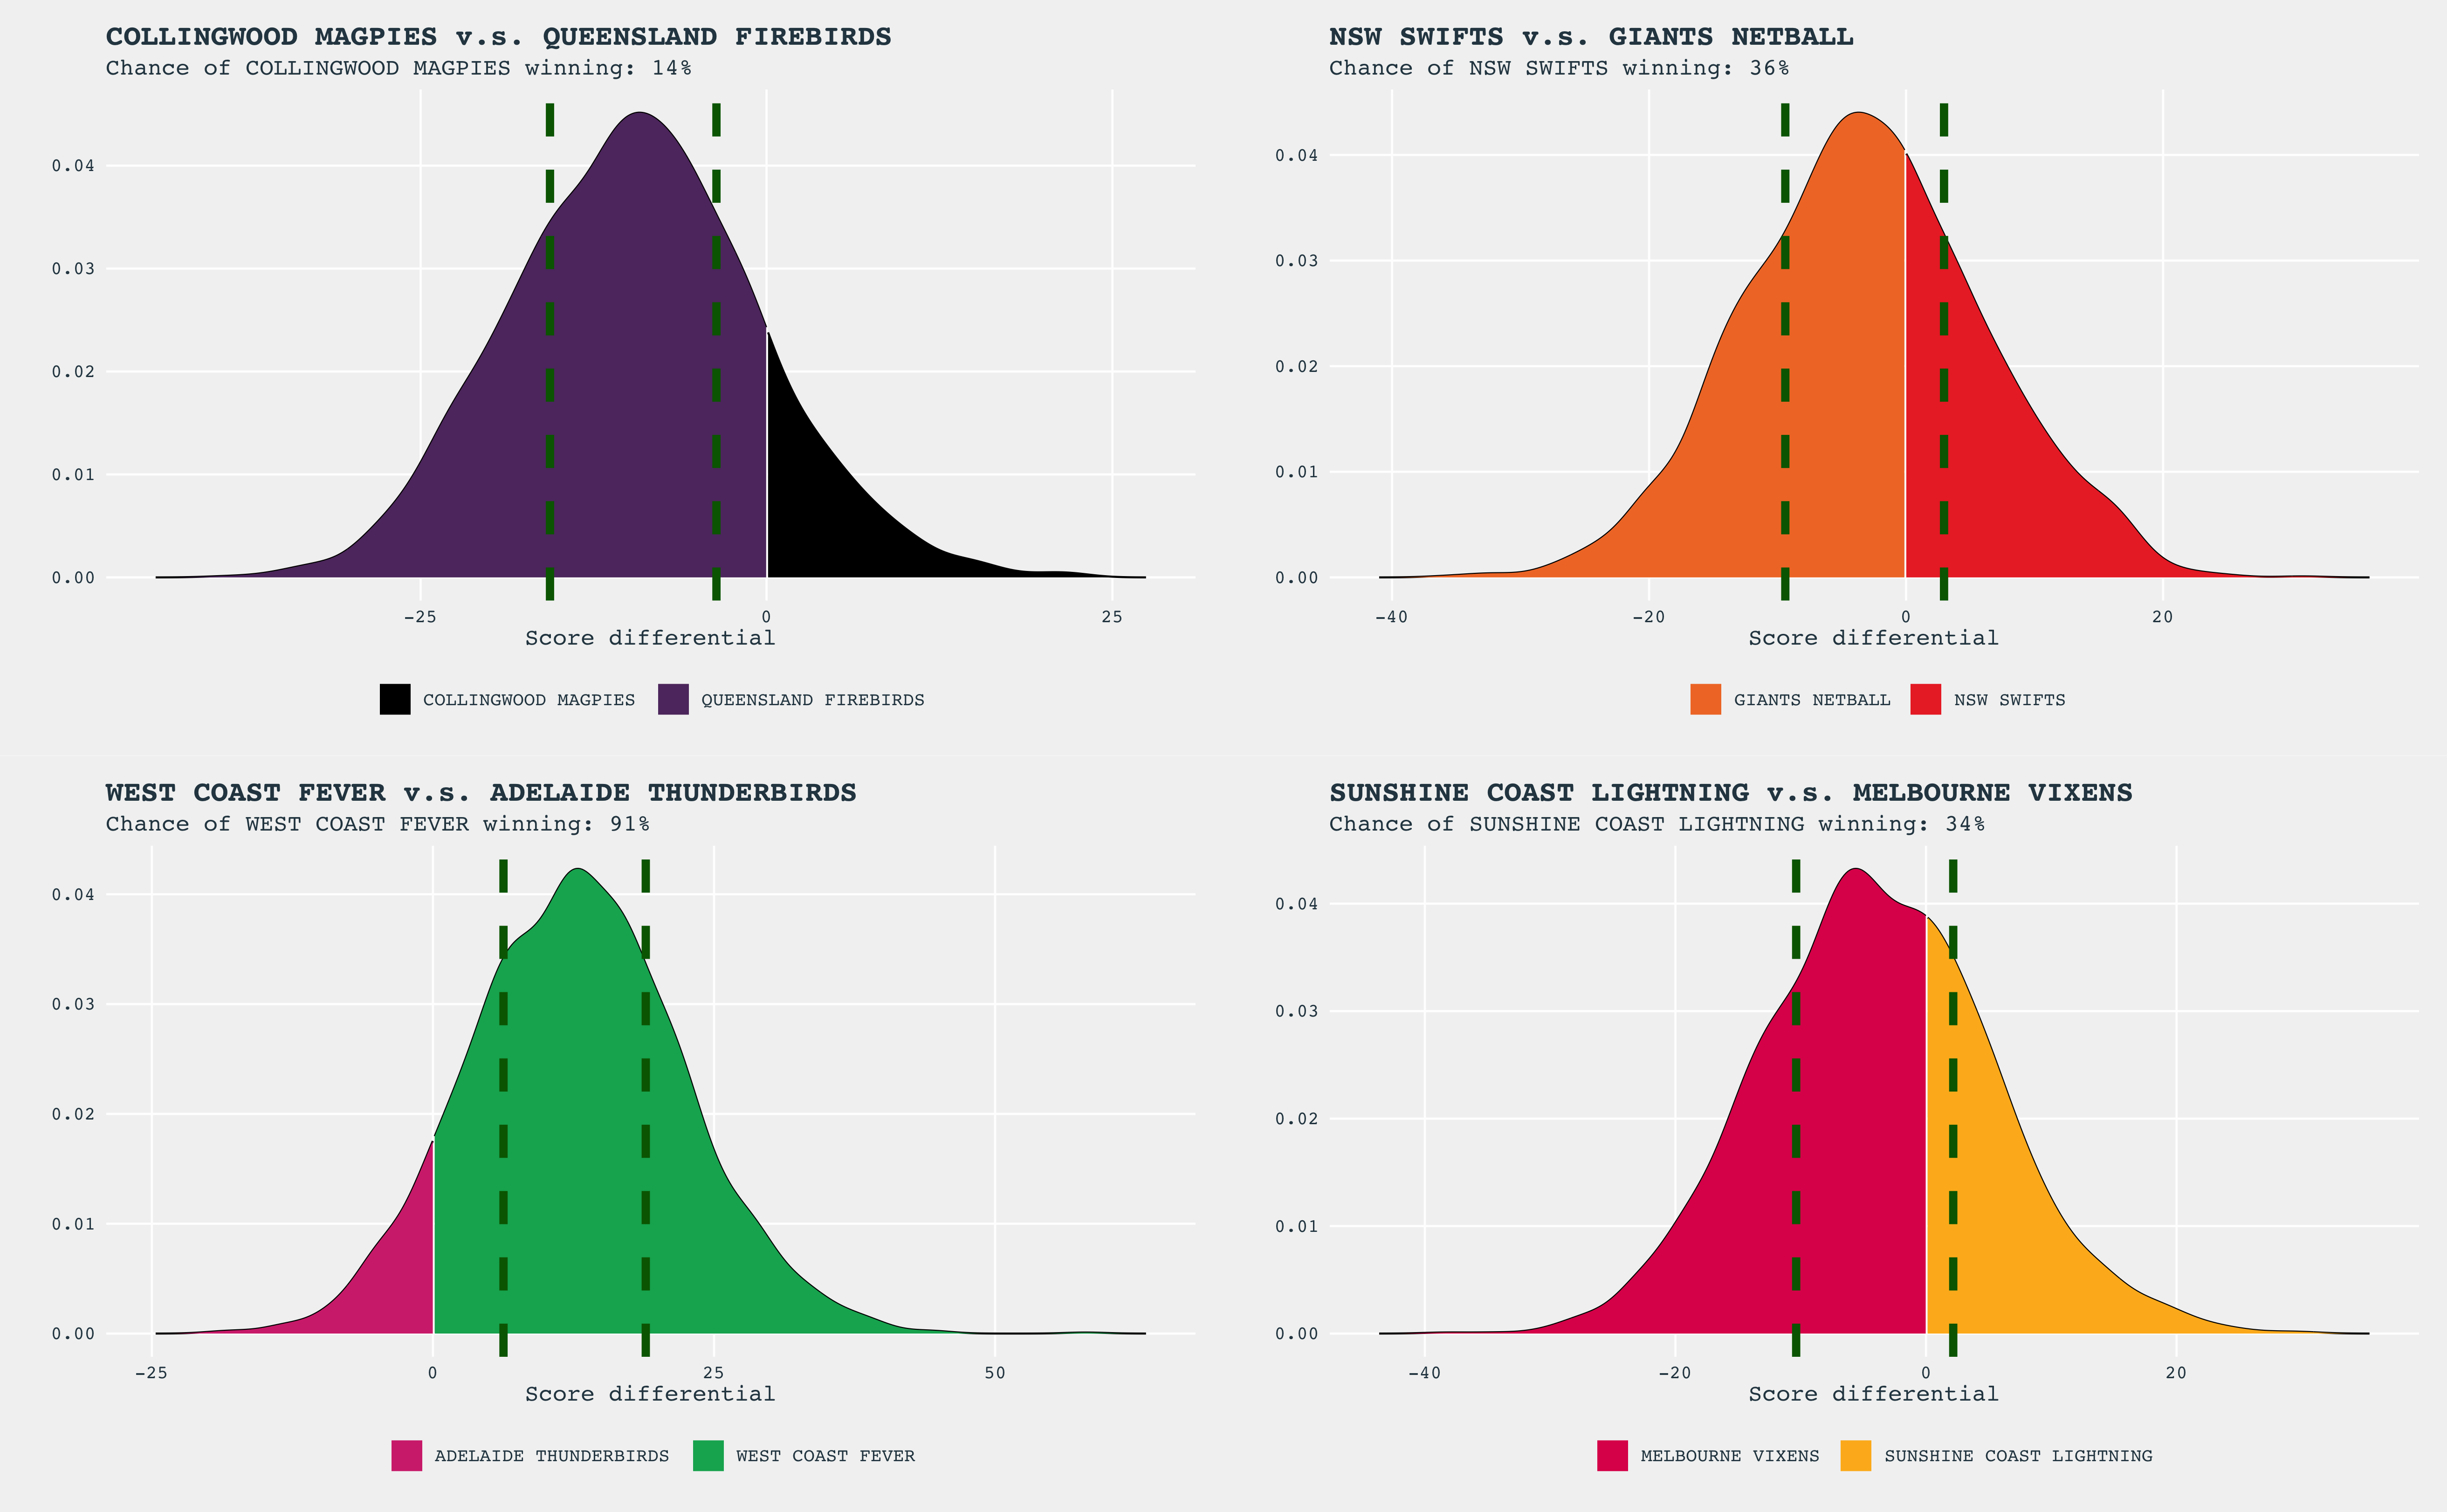 COLLINGWOOD MAGPIES v.s. QUEENSLAND FIREBIRDS
Chance of COLLINGWOOD MAGPIES winning: 14%
0.04
0.03
0.02
0.01
0.00
-25 0 25
Score differential
COLLINGWOOD MAGPIES QUEENSLAND FIREBIRDS
NSW SWIFTS v.s. GIANTS NETBALL
Chance of NSW SWIFTS winning: 36%
0.04
0.03
0.02
0.01
0.00
-40 -20 0 20
Score differential
GIANTS NETBALL NSW SWIFTS
WEST COAST FEVER v.s. ADELAIDE THUNDERBIRDS
Chance of WEST COAST FEVER winning: 91%
0.04
0.03
0.02
0.01
0.00
-25 0 25 50
Score differential
ADELAIDE THUNDERBIRDS WEST COAST FEVER
SUNSHINE COAST LIGHTNING v.s. MELBOURNE VIXENS
Chance of SUNSHINE COAST LIGHTNING winning: 34%
0.04
0.03
0.02
0.01
0.00
-40 -20 0 20
Score differential
MELBOURNE VIXENS SUNSHINE COAST LIGHTNING